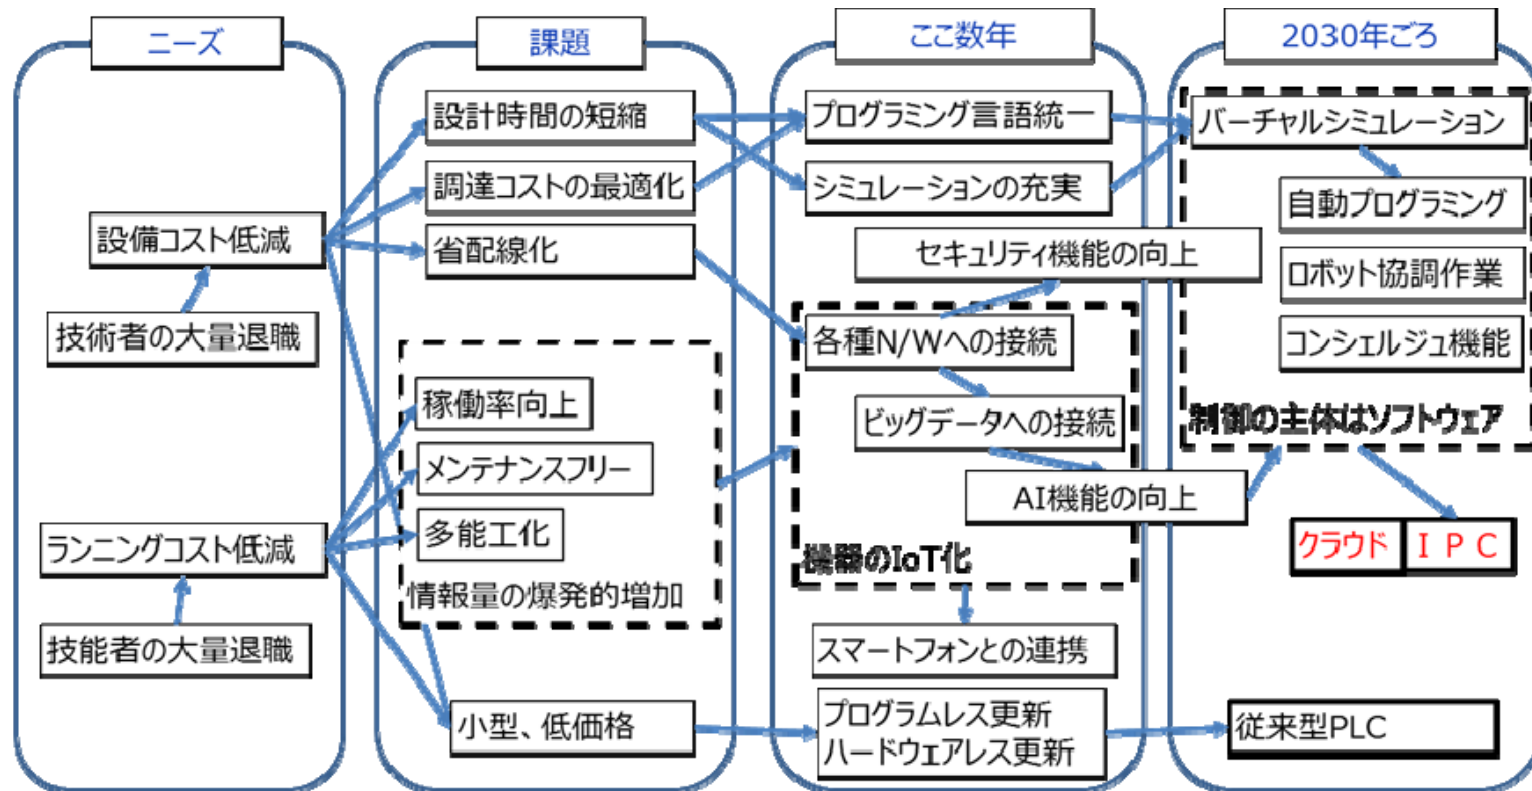 ニーズ
設備コスト低減
技術者の大量退職
ランニングコスト低減
技能者の大量退職
課題
設計時間の短縮
調達コストの最適化
省配線化
稼働率向上
メンテナンスフリー
多能工化
情報量の爆発的増加
小型、低価格
ここ数年
プログラミング言語統一
シミュレーションの充実
セキュリティ機能の向上
各種N/Wへの接続
ビッグデータへの接続
AI機能の向上
機器のIoT化
スマートフォンとの連携
プログラムレス更新
ハードウェアレス更新
2030年ごろ
バーチャルシミュレーション
自動プログラミング
ロボット協調作業
コンシェルジュ機能
制御の主体はソフトウェア
クラウド
ＩＰＣ
従来型PLC